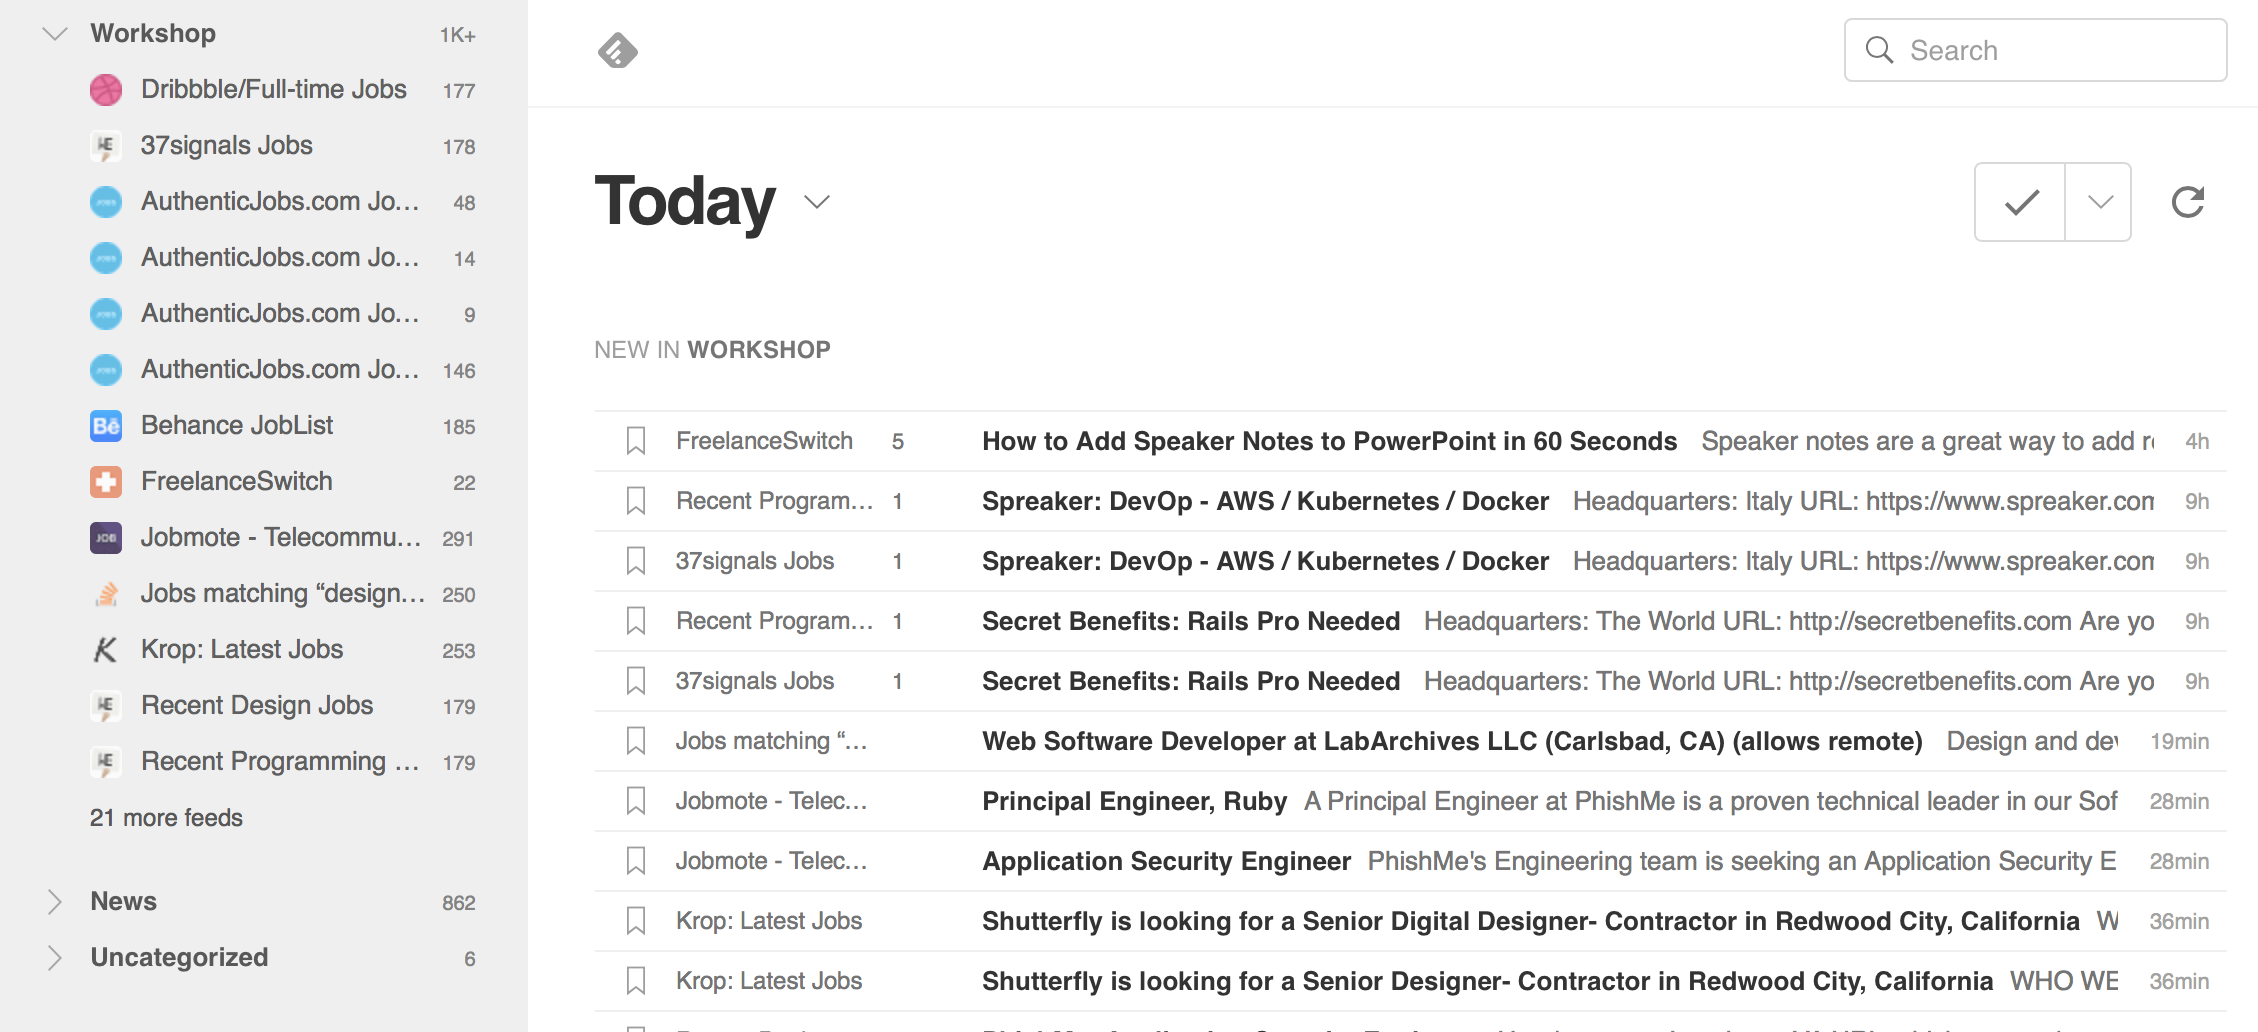 Workshop 1K+
Dribbble/Full-time Jobs 177
37signals Jobs 178
AuthenticJobs.com Jo... 48
AuthenticJobs.com Jo... 14
AuthenticJobs.com Jo... 9
AuthenticJobs.com Jo... 146
Bē Behance JobList 185
FreelanceSwitch 22
JOB Jobmote - Telecommu... 291
Jobs matching “design... 250
Krop: Latest Jobs 253
Recent Design Jobs 179
Recent Programming ... 179
21 more feeds
News 862
Uncategorized 6
Search
Today
NEW IN WORKSHOP
FreelanceSwitch 5 How to Add Speaker Notes to PowerPoint in 60 Seconds Speaker notes are a great way to add 4h
Recent Program... 1 Spreaker: DevOp - AWS / Kubernetes / Docker Headquarters: Italy URL: https://www.spreaker.com 9h
37signals Jobs 1 Spreaker: DevOp - AWS / Kubernetes / Docker Headquarters: Italy URL: https://www.spreaker.com 9h
Recent Program... 1 Secret Benefits: Rails Pro Needed Headquarters: The World URL: http://secretbenefits.com Are yo 9h
37signals Jobs 1 Secret Benefits: Rails Pro Needed Headquarters: The World URL: http://secretbenefits.com Are yo 9h
Jobs matching “... Web Software Developer at LabArchives LLC (Carlsbad, CA) (allows remote) Design and dev 19min
Jobmote - Telec... Principal Engineer, Ruby A Principal Engineer at PhishMe is a proven technical leader in our Sof 28min
Jobmote - Telec... Application Security Engineer PhishMe's Engineering team is seeking an Application Security E 28min
Krop: Latest Jobs Shutterfly is looking for a Senior Digital Designer- Contractor in Redwood City, California W 36min
Krop: Latest Jobs Shutterfly is looking for a Senior Designer- Contractor in Redwood City, California WHO WE 36min